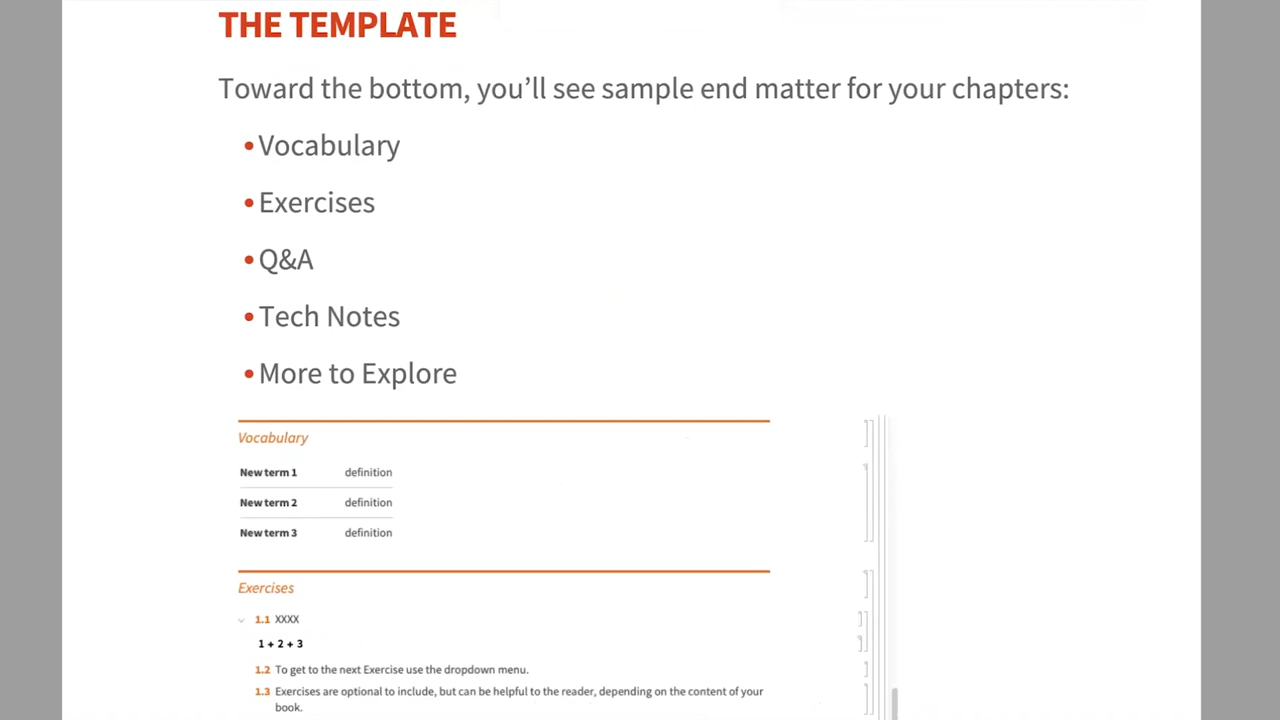 THE TEMPLATE
Toward the bottom, you’ll see sample end matter for your chapters:
•Vocabulary
•Exercises
•Q&A
•Tech Notes
•More to Explore
Vocabulary
New term 1 definition
New term 2 definition
New term 3 definition
Exercises
1.1 XXXX
1 + 2 + 3
1.2 To get to the next Exercise use the dropdown menu.
1.3 Exercises are optional to include, but can be helpful to the reader, depending on the content of your
book.